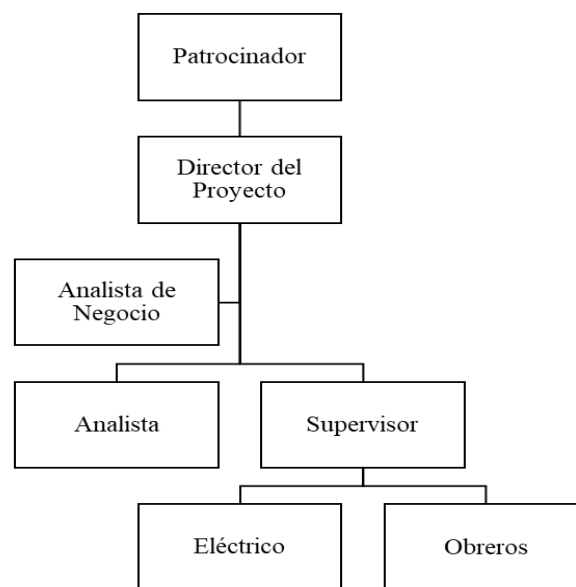 Patrocinador
Director del
Proyecto
Analista de
Negocio
Analista
Supervisor
Eléctrico
Obreros